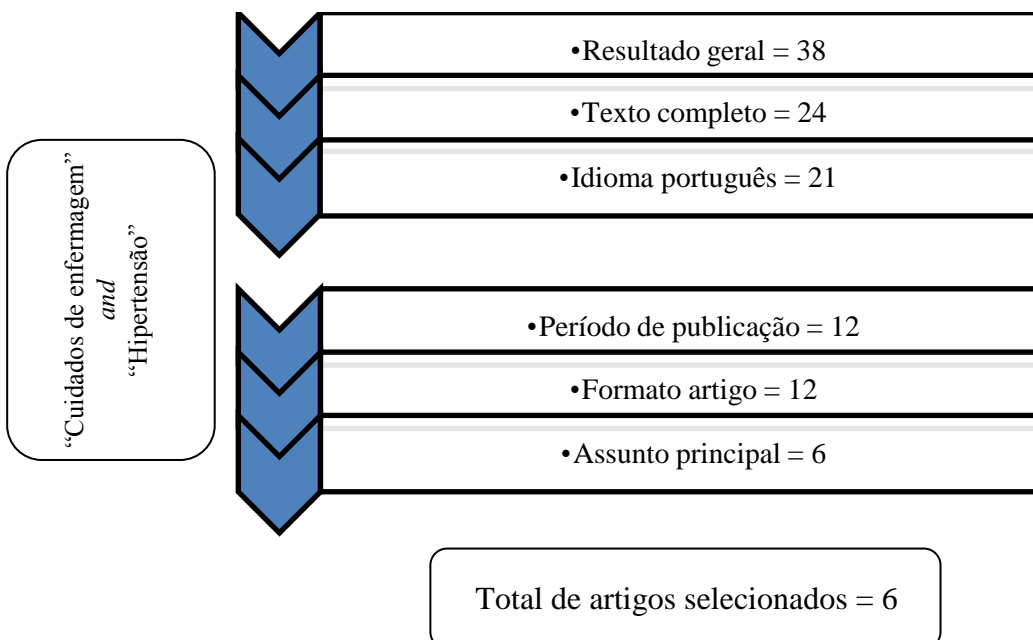 “Cuidados de enfermagem”
and
“Hipertensão”
•Resultado geral = 38
•Texto completo = 24
•Idioma português = 21
•Período de publicação = 12
•Formato artigo = 12
•Assunto principal = 6
Total de artigos selecionados = 6